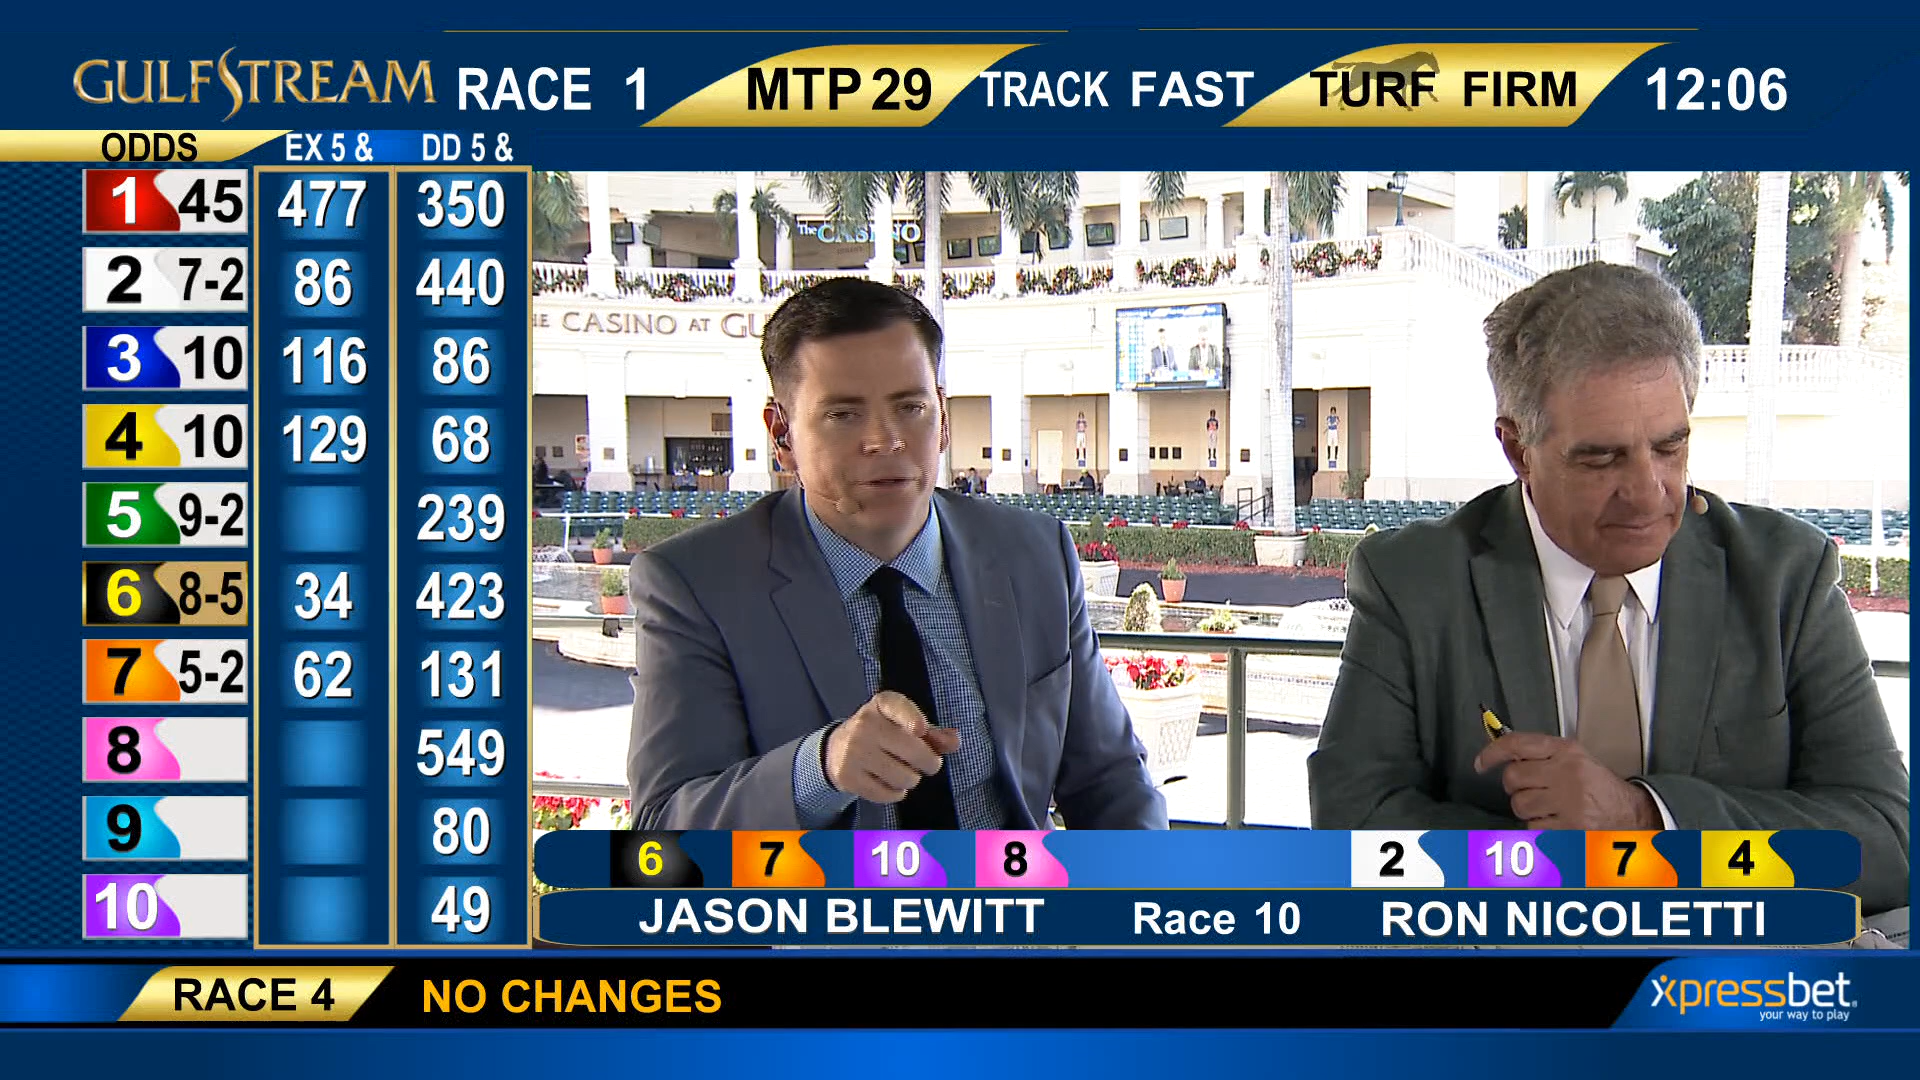 GULFSTREAM RACE 1 MTP 29 TRACK FAST TURF FIRM 12:06
ODDS EX 5 & DD 5 &
1 45 477 350
2 7-2 86 440
3 10 116 86
4 10 129 68
5 9-2 239
6 8-5 34 423
7 5-2 62 131
8 549
9 80
10 49
The CASINO
THE CASINO AT GU
6 7 10 8 2 10 7 4
JASON BLEWITT Race 10 RON NICOLETTI
RACE 4 NO CHANGES
xpressbet.
your way to play